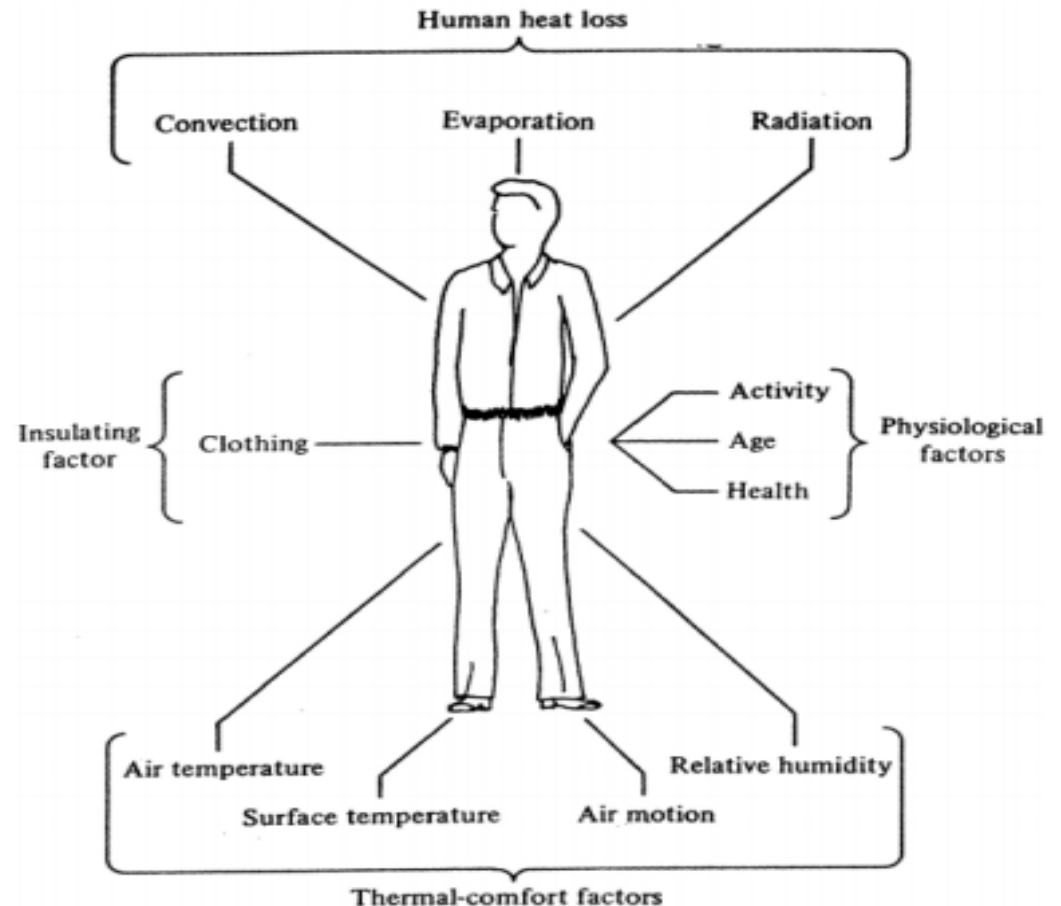 Human heat loss
Convection
Evaporation
Radiation
Insulating
factor
Clothing
Activity
Age
Health
Physiological
factors
Air temperature
Surface temperature
Air motion
Relative humidity
Thermal-comfort factors